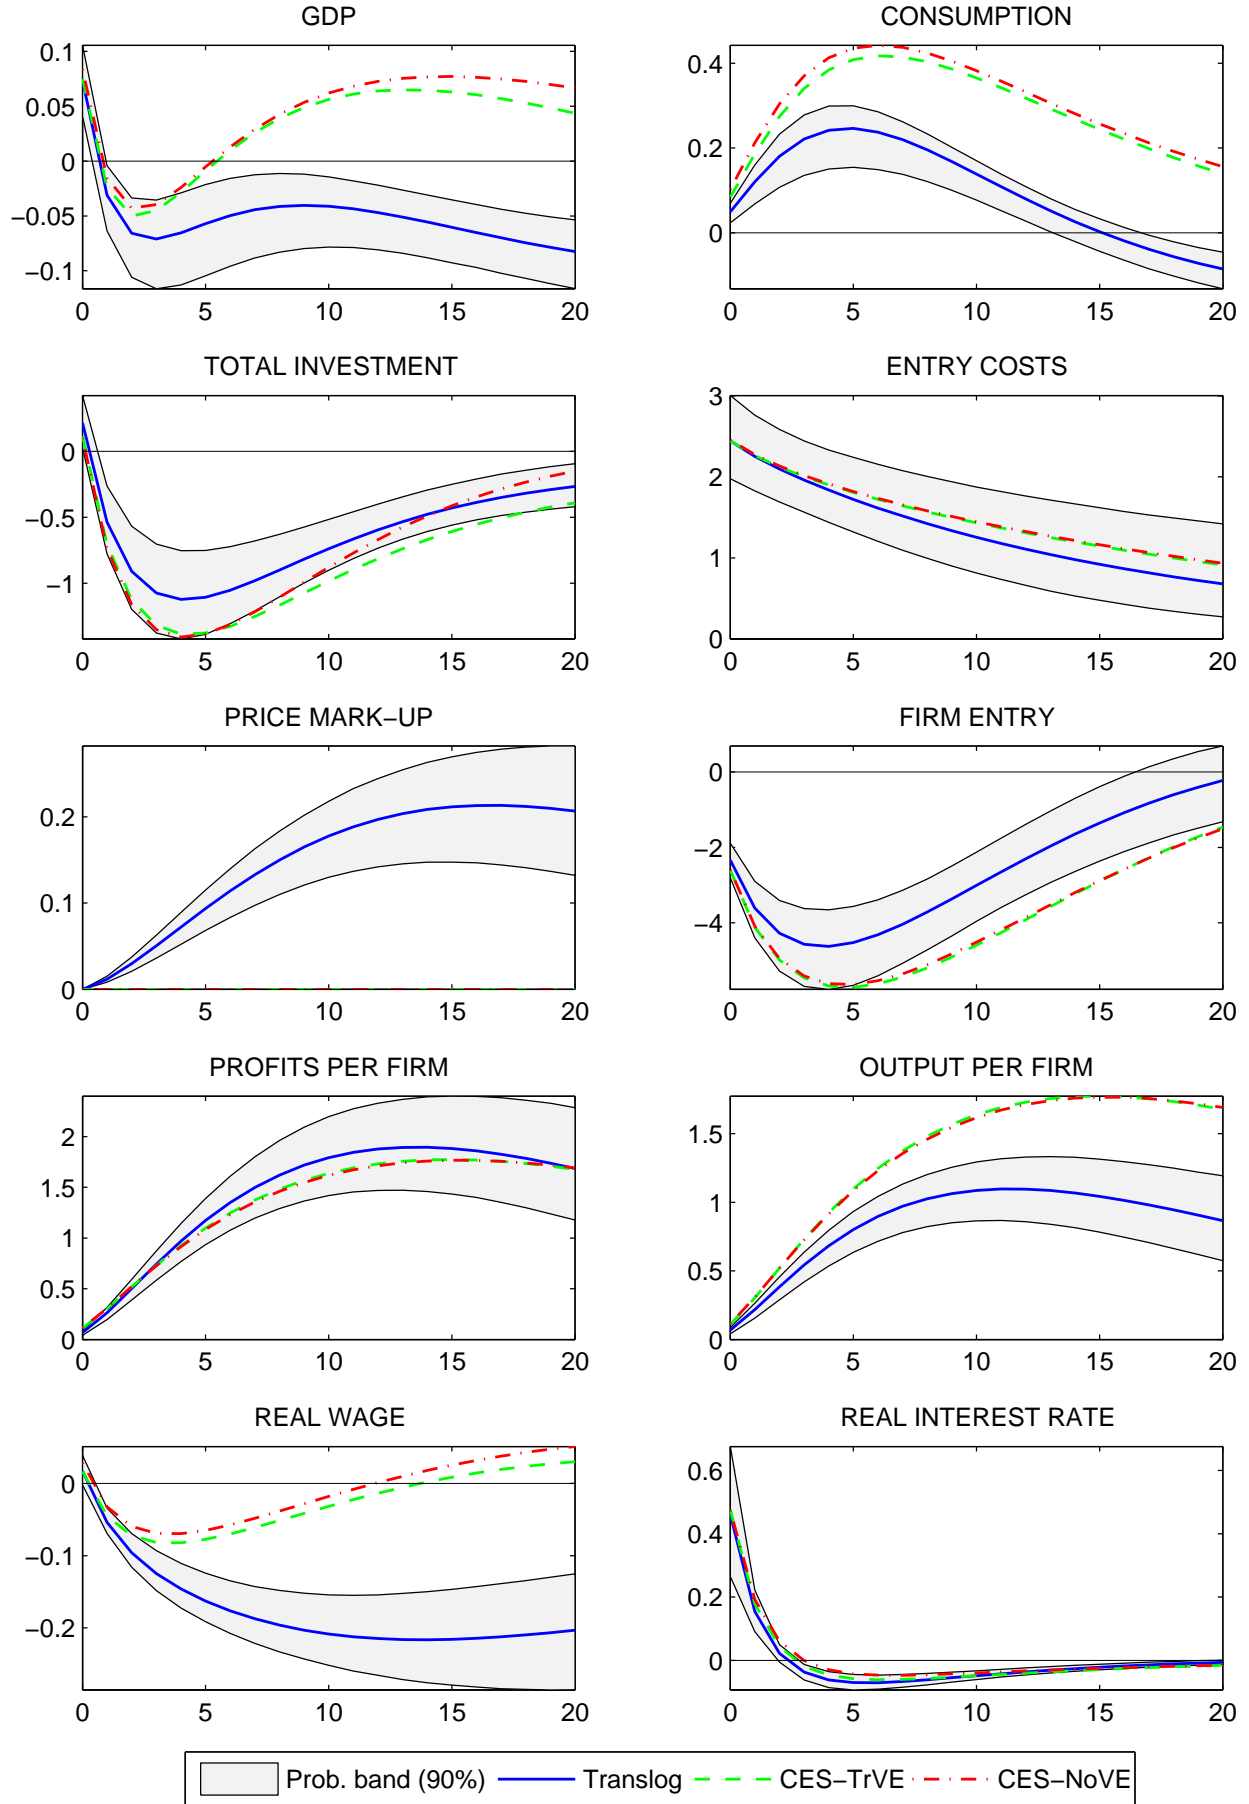 GDP
CONSUMPTION
0.1
0.05
0
−0.05
−0.1
0 5 10 15 20
0.4
0.2
0
0 5 10 15 20
TOTAL INVESTMENT
ENTRY COSTS
0
−0.5
−1
0 5 10 15 20
3
2
1
0
0 5 10 15 20
PRICE MARK−UP
FIRM ENTRY
0.2
0.1
0
0 5 10 15 20
0
−2
−4
0 5 10 15 20
PROFITS PER FIRM
OUTPUT PER FIRM
2
1.5
1
0.5
0
0 5 10 15 20
1.5
1
0.5
0
0 5 10 15 20
REAL WAGE
REAL INTEREST RATE
0
−0.1
−0.2
0 5 10 15 20
0.6
0.4
0.2
0
0 5 10 15 20
Prob. band (90%) Translog CES−TrVE CES−NoVE